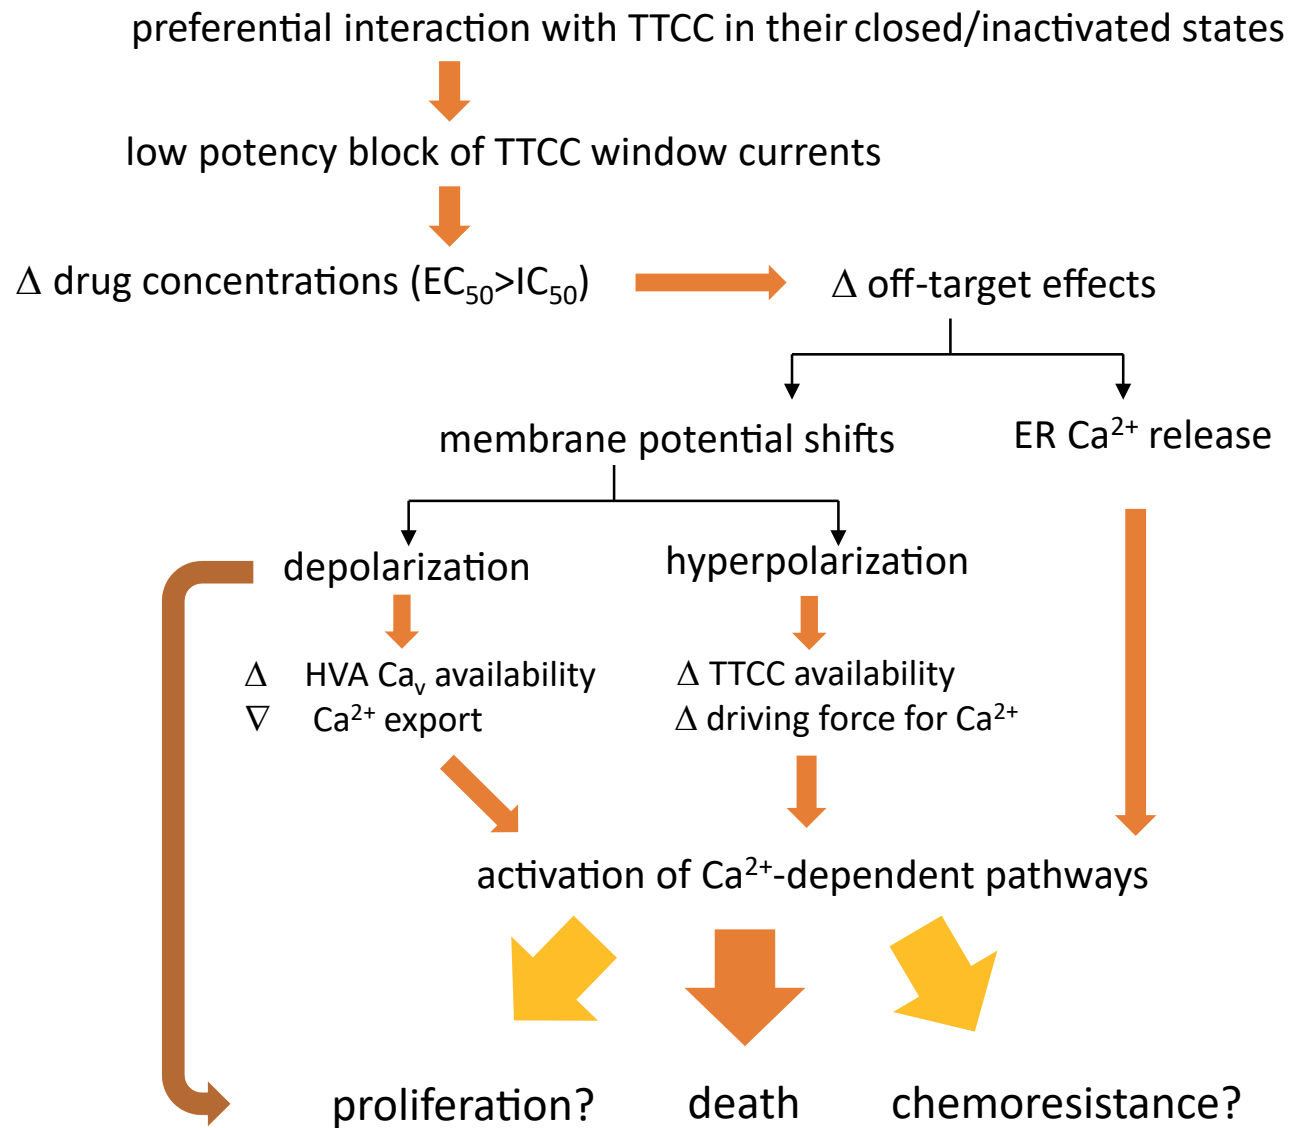 preferential interaction with TTCC in their closed/inactivated states
low potency block of TTCC window currents
Δ drug concentrations (EC₅₀>IC₅₀)
Δ off-target effects
membrane potential shifts
ER Ca²⁺ release
depolarization
hyperpolarization
Δ HVA Caᵥ availability
∇ Ca²⁺ export
Δ TTCC availability
Δ driving force for Ca²⁺
activation of Ca²⁺-dependent pathways
proliferation?
death
chemoresistance?